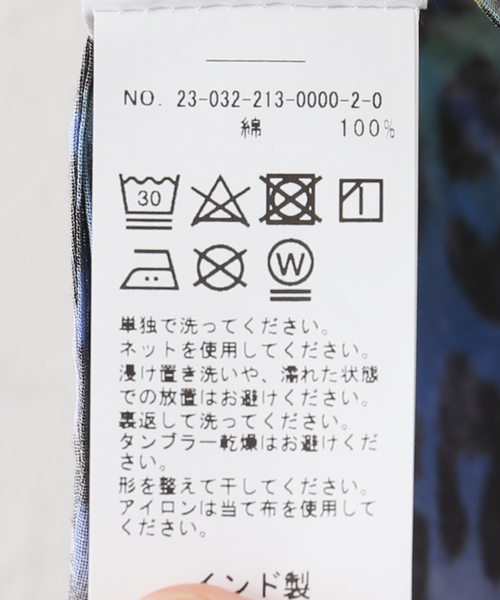 NO. 23-032-213-0000-2-0
綿 100%
30
W
単独で洗ってください。
ネットを使用してください。
浸け置き洗いや、濡れた状態
での放置はお避けください。
裏返して洗ってください。
タンブラー乾燥はお避けくだ
さい。
形を整えて干してください。
アイロンは当て布を使用して
ください。
インド製